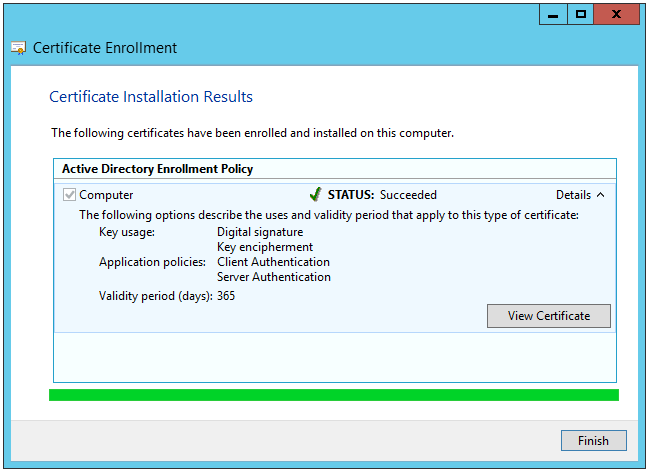 Certificate Enrollment
Certificate Installation Results
The following certificates have been enrolled and installed on this computer.
Active Directory Enrollment Policy
Computer STATUS: Succeeded Details
The following options describe the uses and validity period that apply to this type of certificate:
Key usage: Digital signature
Key encipherment
Application policies: Client Authentication
Server Authentication
Validity period (days): 365
View Certificate
Finish